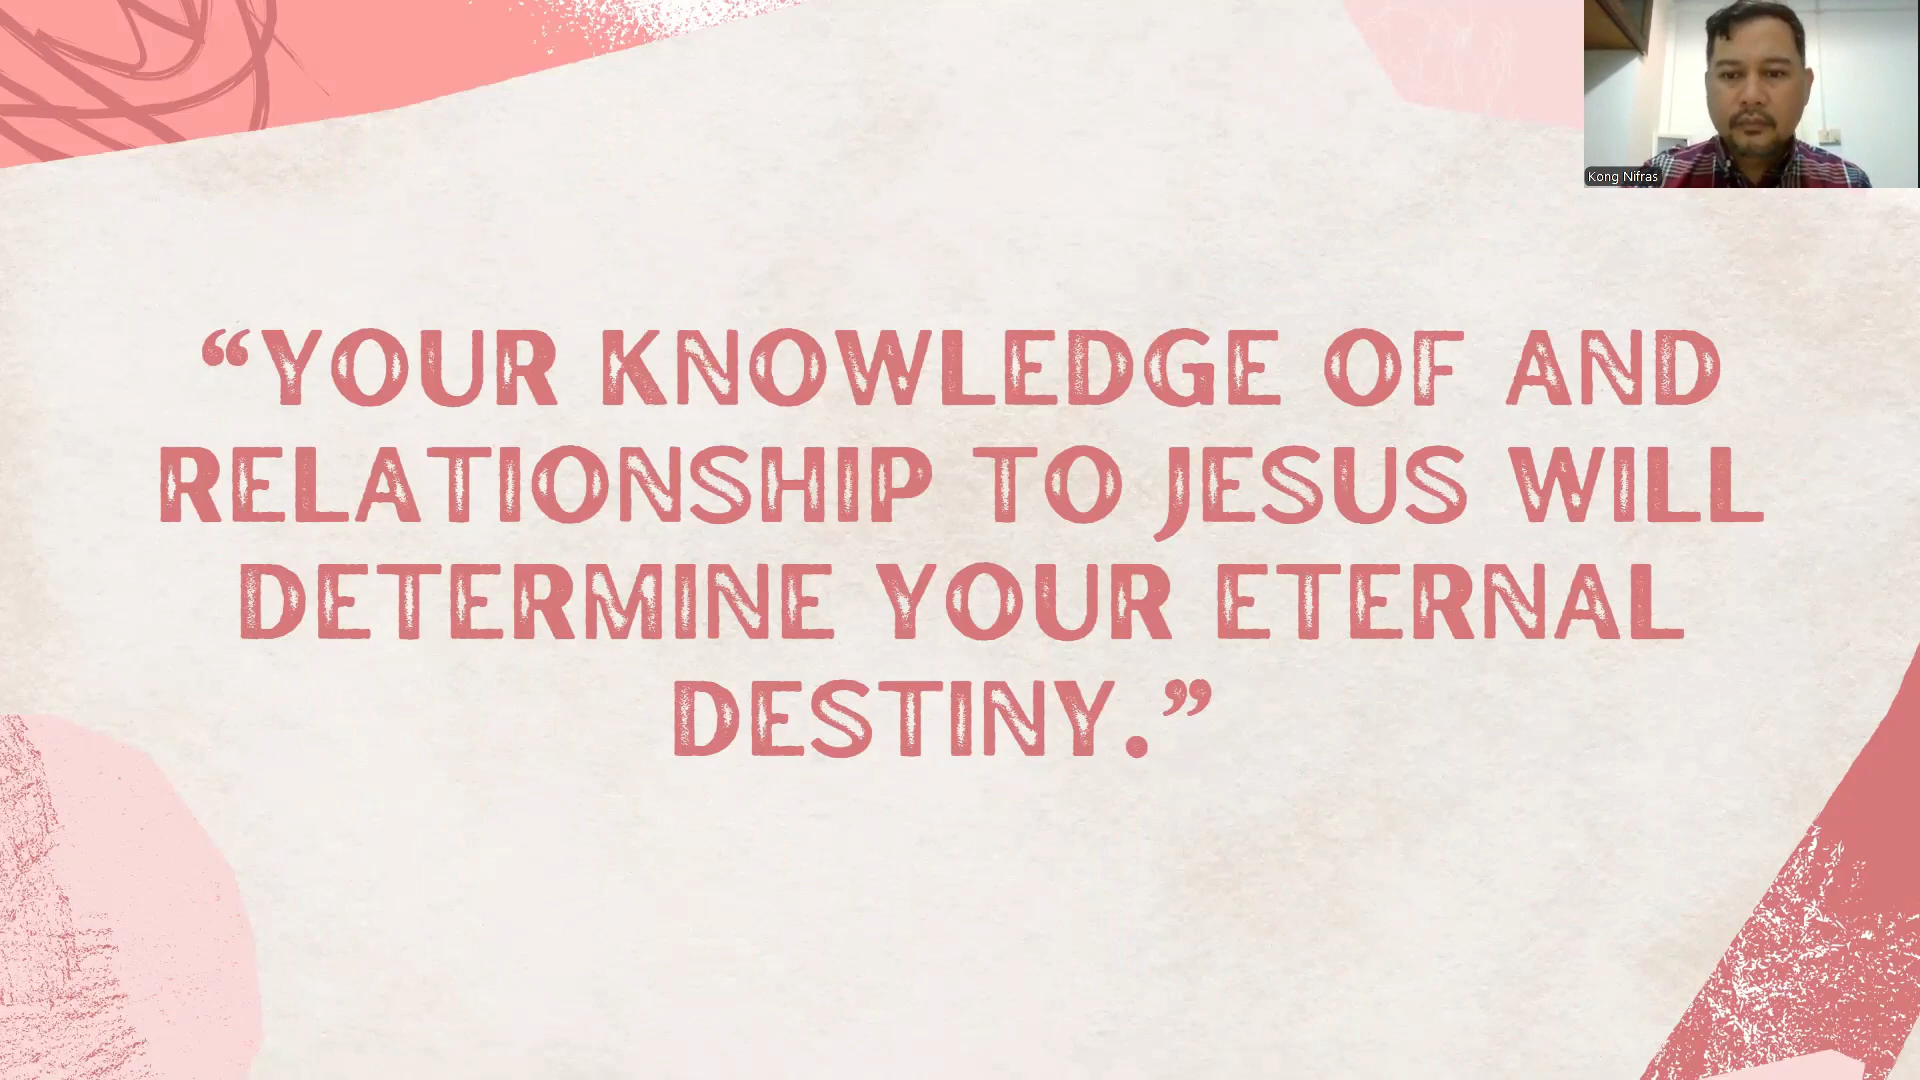 Kong Nifras
“YOUR KNOWLEDGE OF AND
RELATIONSHIP TO JESUS WILL
DETERMINE YOUR ETERNAL
DESTINY.”